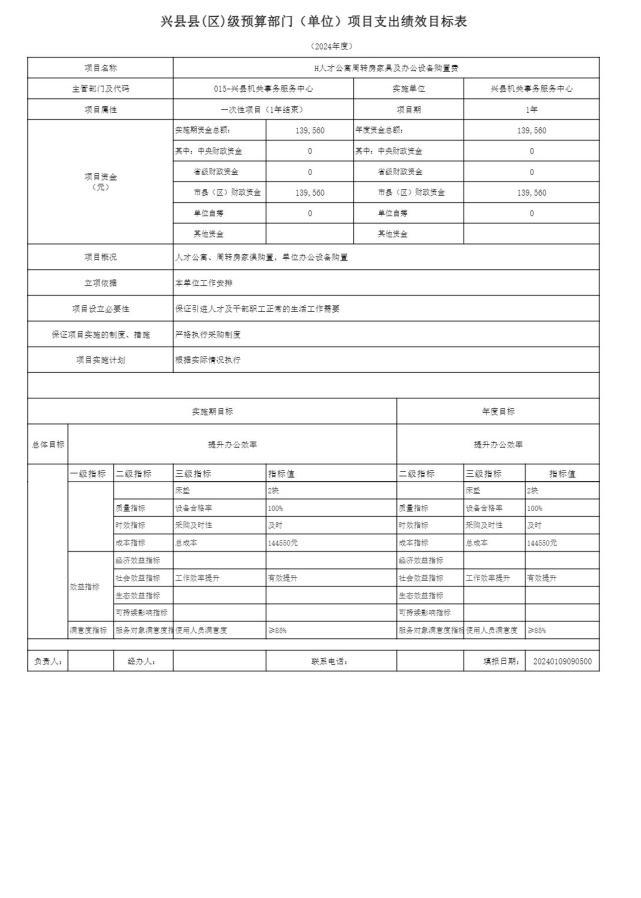 兴县县(区)级预算部门（单位）项目支出绩效目标表
（2024年度）
项目名称 H人才公寓周转房家具及办公设备购置费
主管部门及代码 015-兴县机关事务服务中心 实施单位 兴县机关事务服务中心
项目属性 一次性项目（1年结束） 项目期 1年
项目资金（元） 实施期资金总额： 139,560 年度资金总额： 139,560
其中：中央财政资金 0 其中：中央财政资金 0
省级财政资金 0 省级财政资金 0
市县（区）财政资金 139,560 市县（区）财政资金 139,560
单位自筹 0 单位自筹 0
其他资金 其他资金
项目概况 人才公寓、周转房家俱购置，单位办公设备购置
立项依据 本单位工作安排
项目设立必要性 保证引进人才及干部职工正常的生活工作需要
保证项目实施的制度、措施 严格执行采购制度
项目实施计划 根据实际情况执行
实施期目标 年度目标
总体目标 提升办公效率 提升办公效率
一级指标 二级指标 三级指标 指标值 二级指标 三级指标 指标值
床垫 2块 床垫 2块
质量指标 设备合格率 100% 质量指标 设备合格率 100%
时效指标 采购及时性 及时 时效指标 采购及时性 及时
成本指标 总成本 144550元 成本指标 总成本 144550元
效益指标 经济效益指标 经济效益指标
社会效益指标 工作效率提升 有效提升 社会效益指标 工作效率提升 有效提升
生态效益指标 生态效益指标
可持续影响指标 可持续影响指标
满意度指标 服务对象满意度指 使用人员满意度 ≥88% 服务对象满意度指标 使用人员满意度 ≥88%
负责人： 经办人： 联系电话： 填报日期： 20240109090500